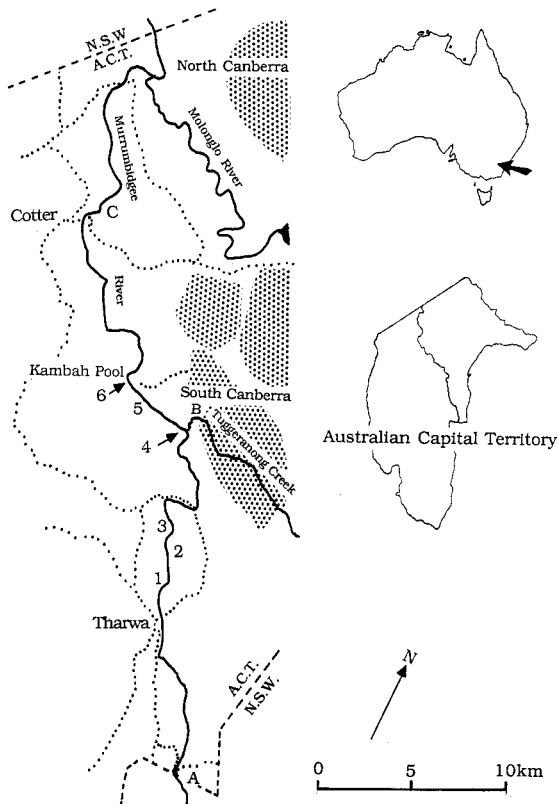 N.S.W
A.C.T.
North Canberra
Murrumbidgee
Molonglo River
Cotter
C
River
Kambah Pool
6
5
South Canberra
B
4
Tuggeranong Creek
3
2
1
Tharwa
A.C.T.
N.S.W.
A
Australian Capital Territory
N
0 5 10km